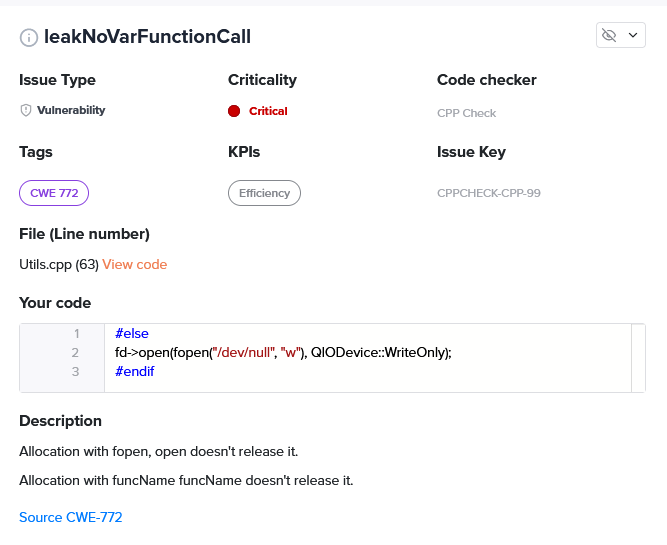 leakNoVarFunctionCall
Issue Type
Criticality
Code checker
Vulnerability
Critical
CPP Check
Tags
KPIs
Issue Key
CWE 772
Efficiency
CPPCHECK-CPP-99
File (Line number)
Utils.cpp (63) View code
Your code
1 #else
2 fd->open(fopen("/dev/null", "w"), QIODevice::WriteOnly);
3 #endif
Description
Allocation with fopen, open doesn't release it.
Allocation with funcName funcName doesn't release it.
Source CWE-772